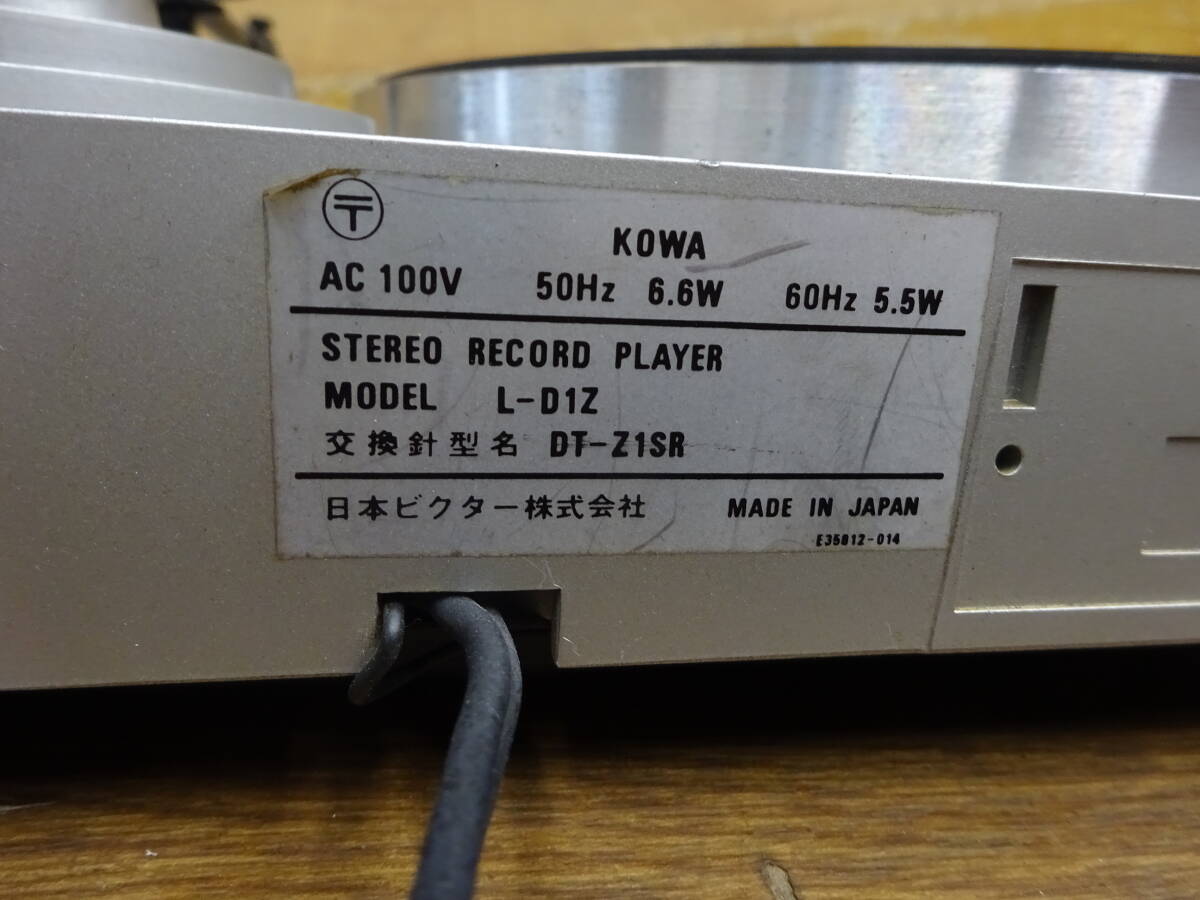 〒
KOWA
AC 100V 50Hz 6.6W 60Hz 5.5W
STEREO RECORD PLAYER
MODEL L-D1Z
交換針型名 DT-Z1SR
日本ビクター株式会社 MADE IN JAPAN
E35812-014